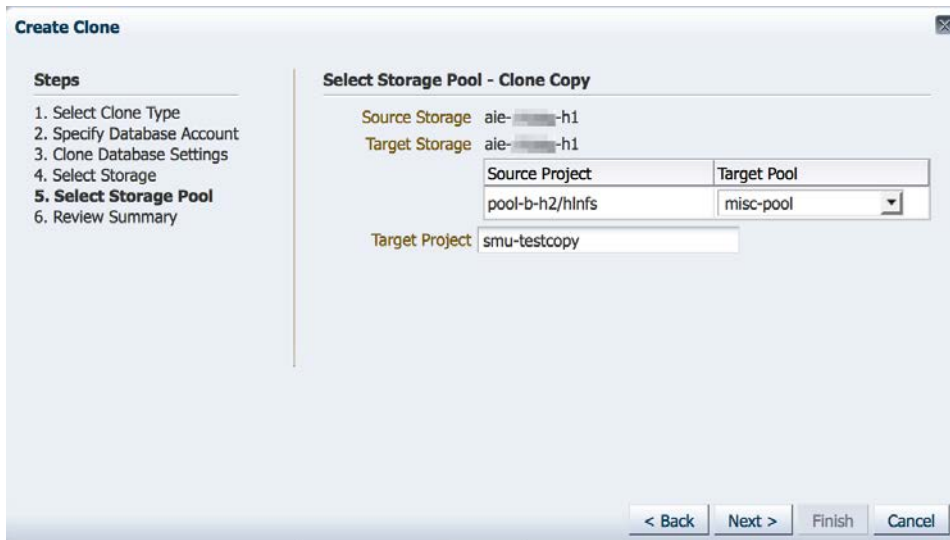 Create Clone
Steps
1. Select Clone Type
2. Specify Database Account
3. Clone Database Settings
4. Select Storage
5. Select Storage Pool
6. Review Summary
Select Storage Pool - Clone Copy
Source Storage aie- -h1
Target Storage aie- -h1
Source Project Target Pool
pool-b-h2/hlnfs misc-pool
Target Project smu-testcopy
< Back Next > Finish Cancel